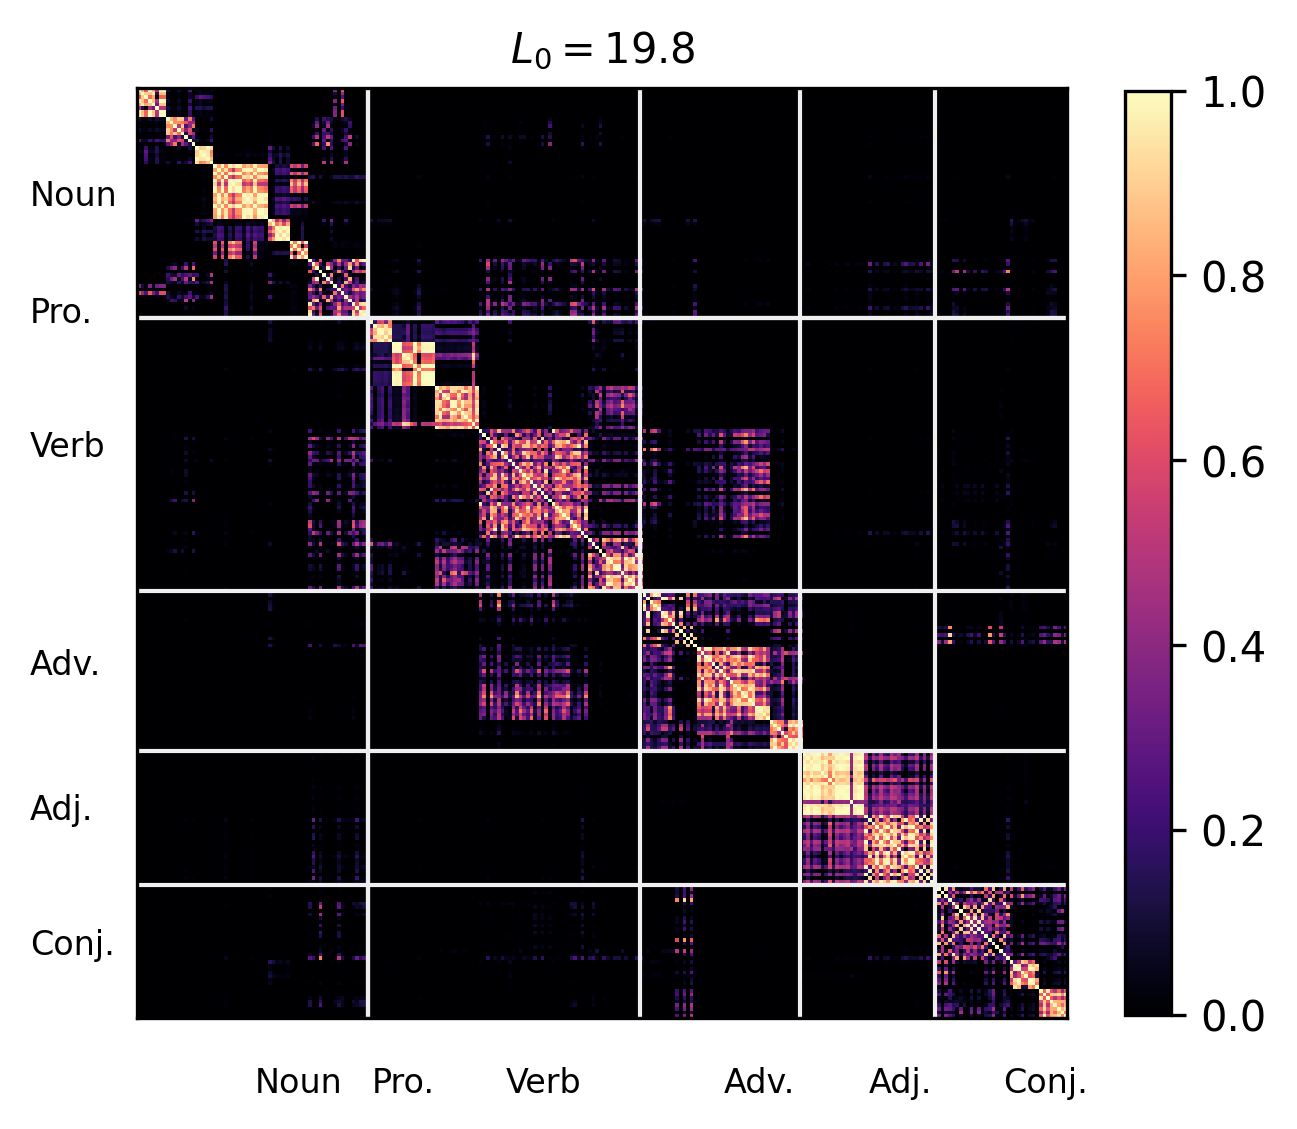 L₀ = 19.8
Noun
Pro.
Verb
Adv.
Adj.
Conj.
1.0
0.8
0.6
0.4
0.2
0.0
Noun Pro. Verb Adv. Adj. Conj.